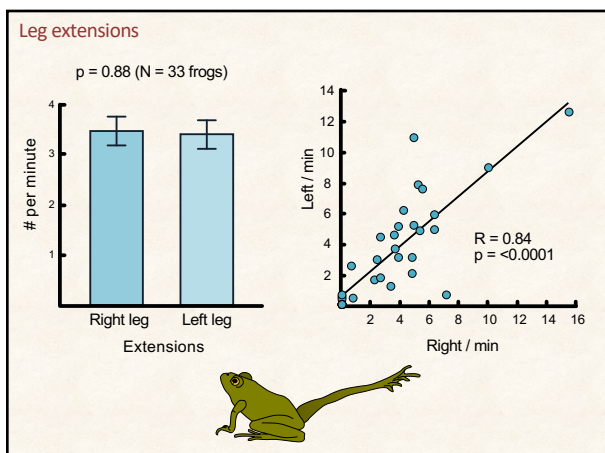 Leg extensions
p = 0.88 (N = 33 frogs)
4
3
2
1
# per minute
Right leg
Left leg
Extensions
14
12
10
8
6
4
2
Left / min
R = 0.84
p = <0.0001
2
4
6
8
10
12
14
16
Right / min